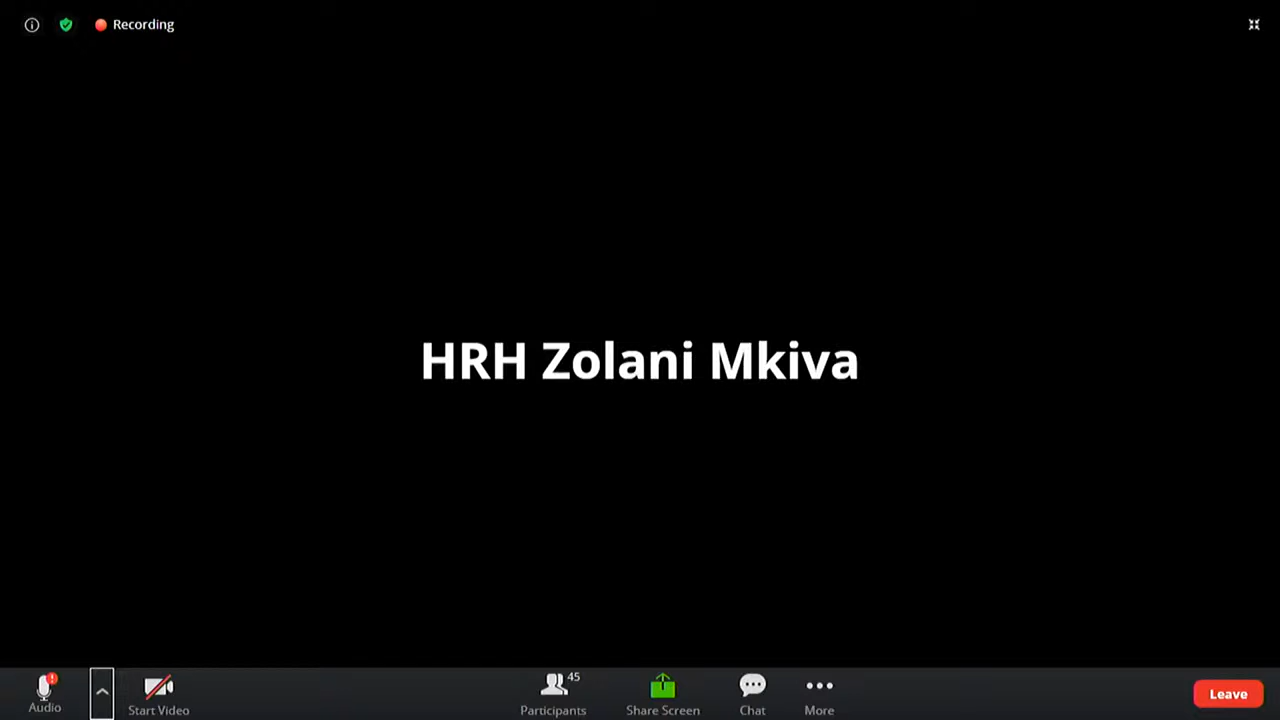 Recording
HRH Zolani Mkiva
Audio
Start Video
Participants 45
Share Screen
Chat
More
Leave